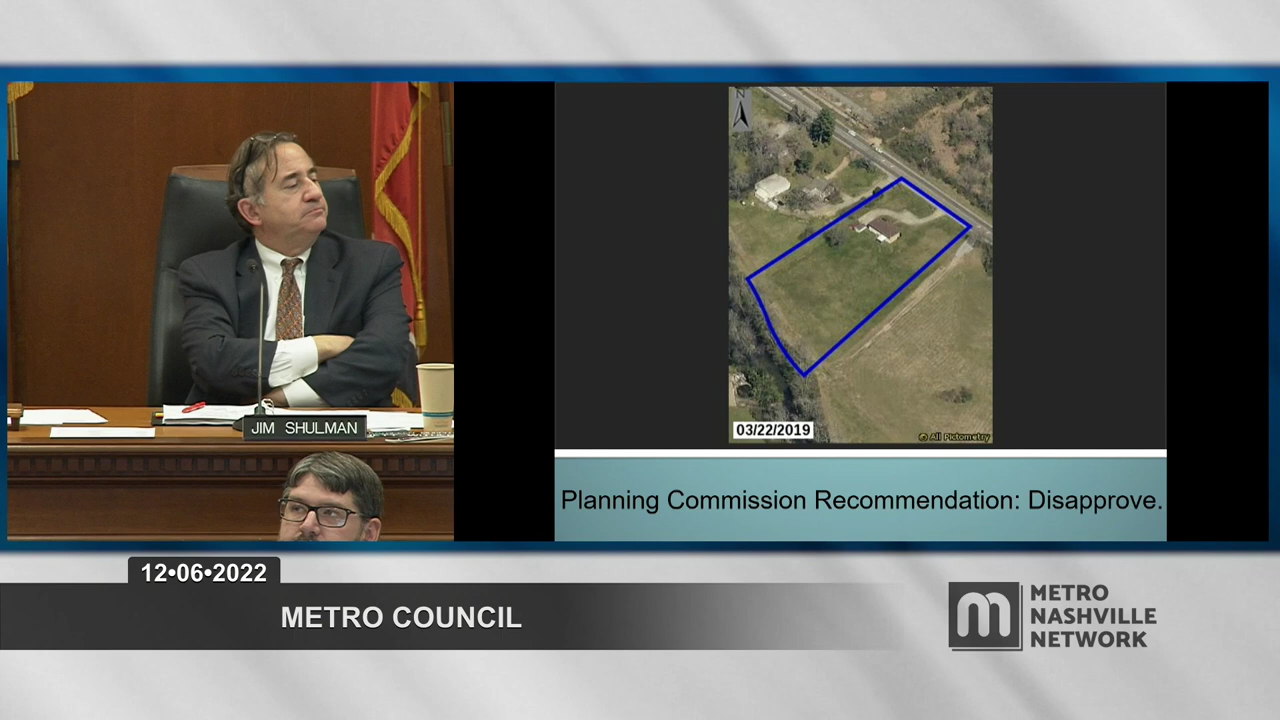 N
JIM SHULMAN
03/22/2019
© All Pictometry
Planning Commission Recommendation: Disapprove.
12•06•2022
METRO COUNCIL
m
METRO
NASHVILLE
NETWORK